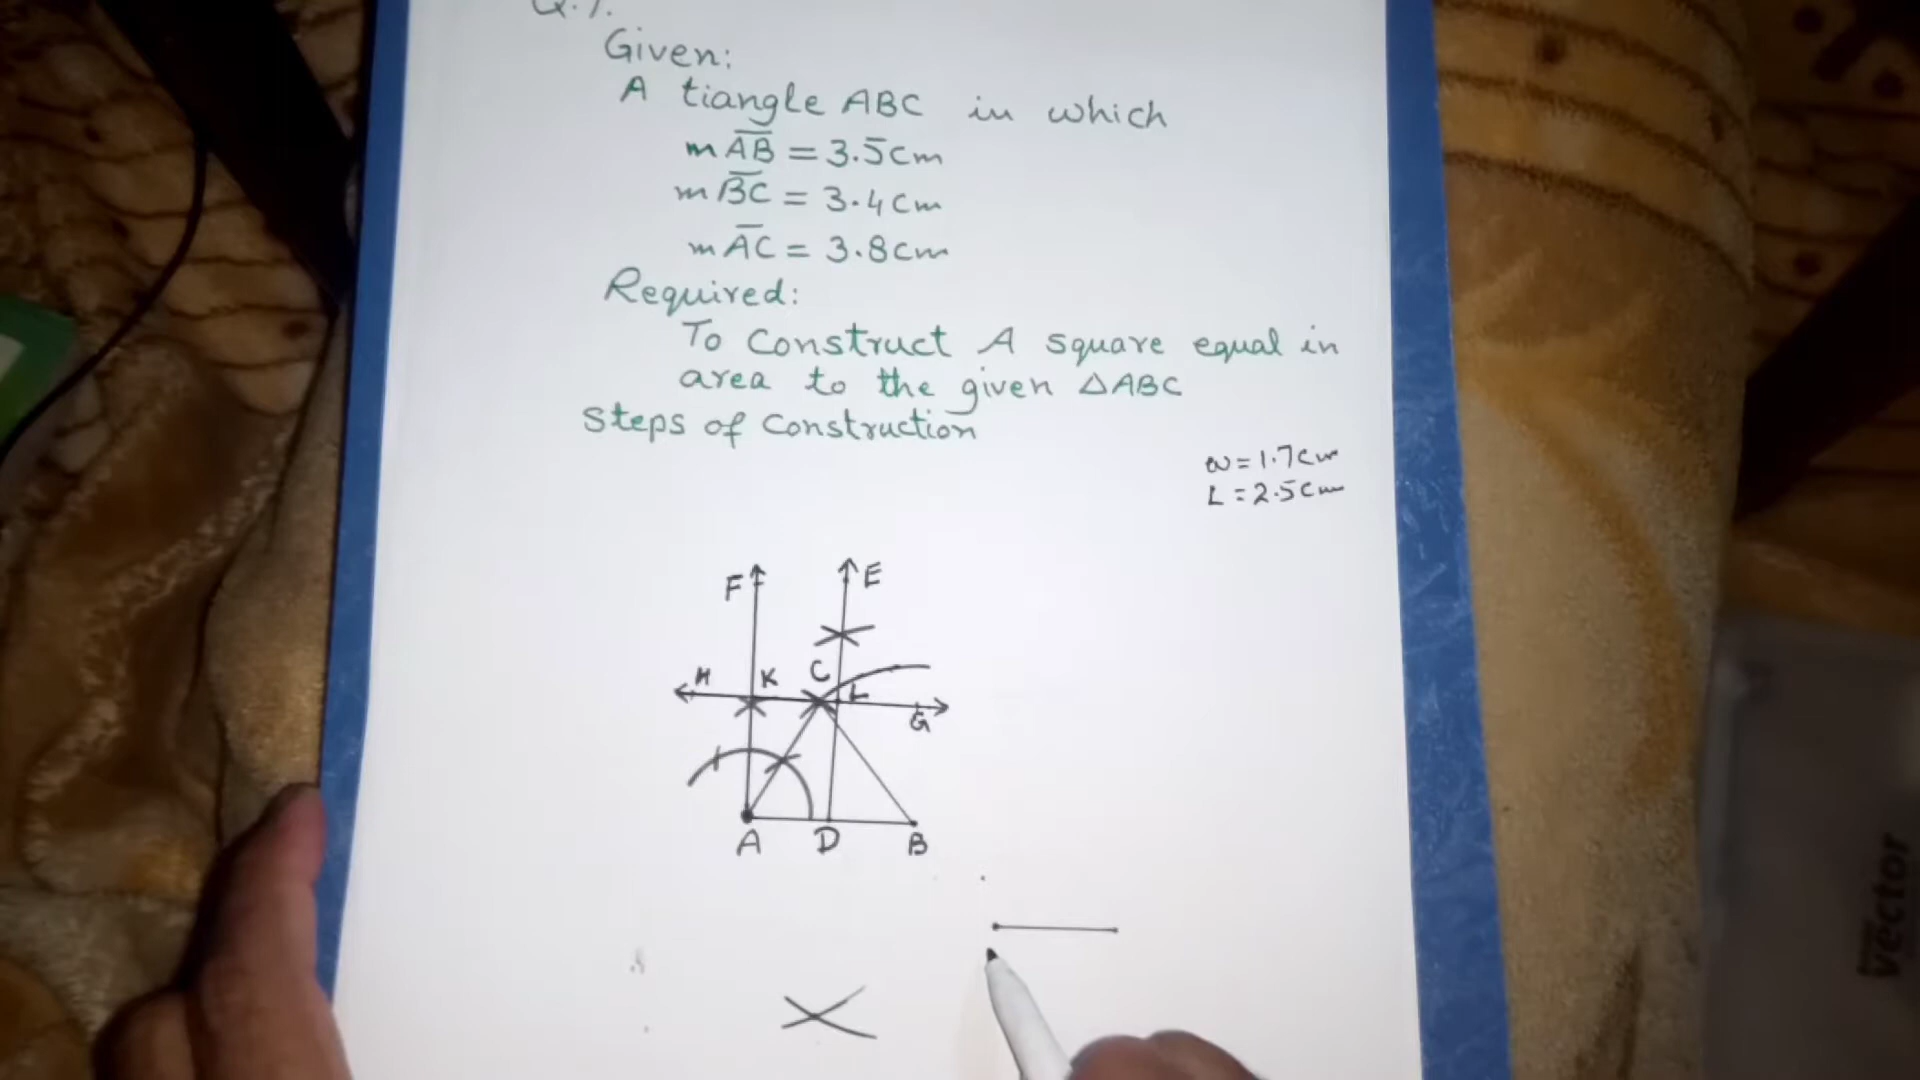 Q.7.
Given:
A tiangle ABC in which
mAB = 3.5cm
mBC = 3.4cm
mAC = 3.8cm
Required:
To Construct A square equal in
area to the given △ABC
Steps of Construction
w = 1.7cm
L = 2.5cm
F E
H K C L
G
A D B
Vector